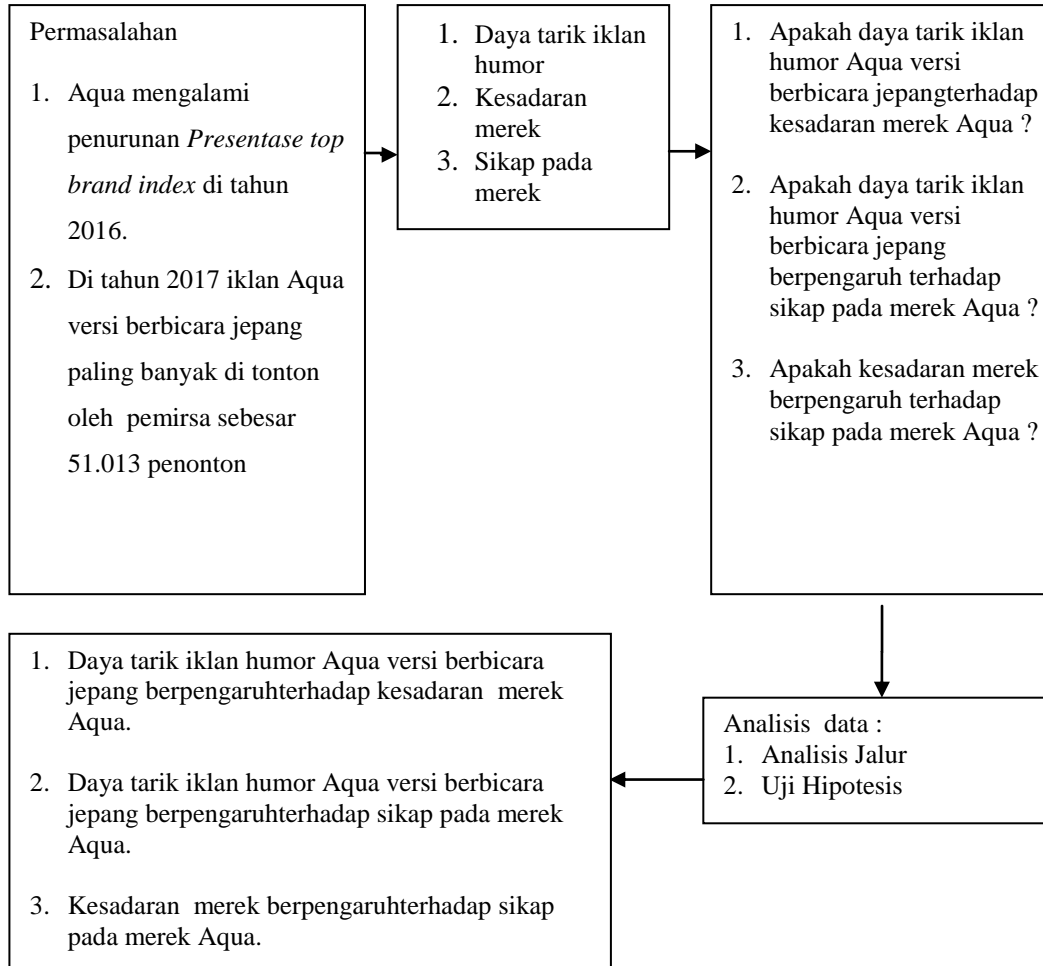 Permasalahan
1. Aqua mengalami
penurunan Presentase top
brand index di tahun
2016.
2. Di tahun 2017 iklan Aqua
versi berbicara jepang
paling banyak di tonton
oleh pemirsa sebesar
51.013 penonton
1. Daya tarik iklan
humor
2. Kesadaran
merek
3. Sikap pada
merek
1. Apakah daya tarik iklan
humor Aqua versi
berbicara jepangterhadap
kesadaran merek Aqua ?
2. Apakah daya tarik iklan
humor Aqua versi
berbicara jepang
berpengaruh terhadap
sikap pada merek Aqua ?
3. Apakah kesadaran merek
berpengaruh terhadap
sikap pada merek Aqua ?
Analisis data :
1. Analisis Jalur
2. Uji Hipotesis
1. Daya tarik iklan humor Aqua versi berbicara
jepang berpengaruhterhadap kesadaran merek
Aqua.
2. Daya tarik iklan humor Aqua versi berbicara
jepang berpengaruhterhadap sikap pada merek
Aqua.
3. Kesadaran merek berpengaruhterhadap sikap
pada merek Aqua.